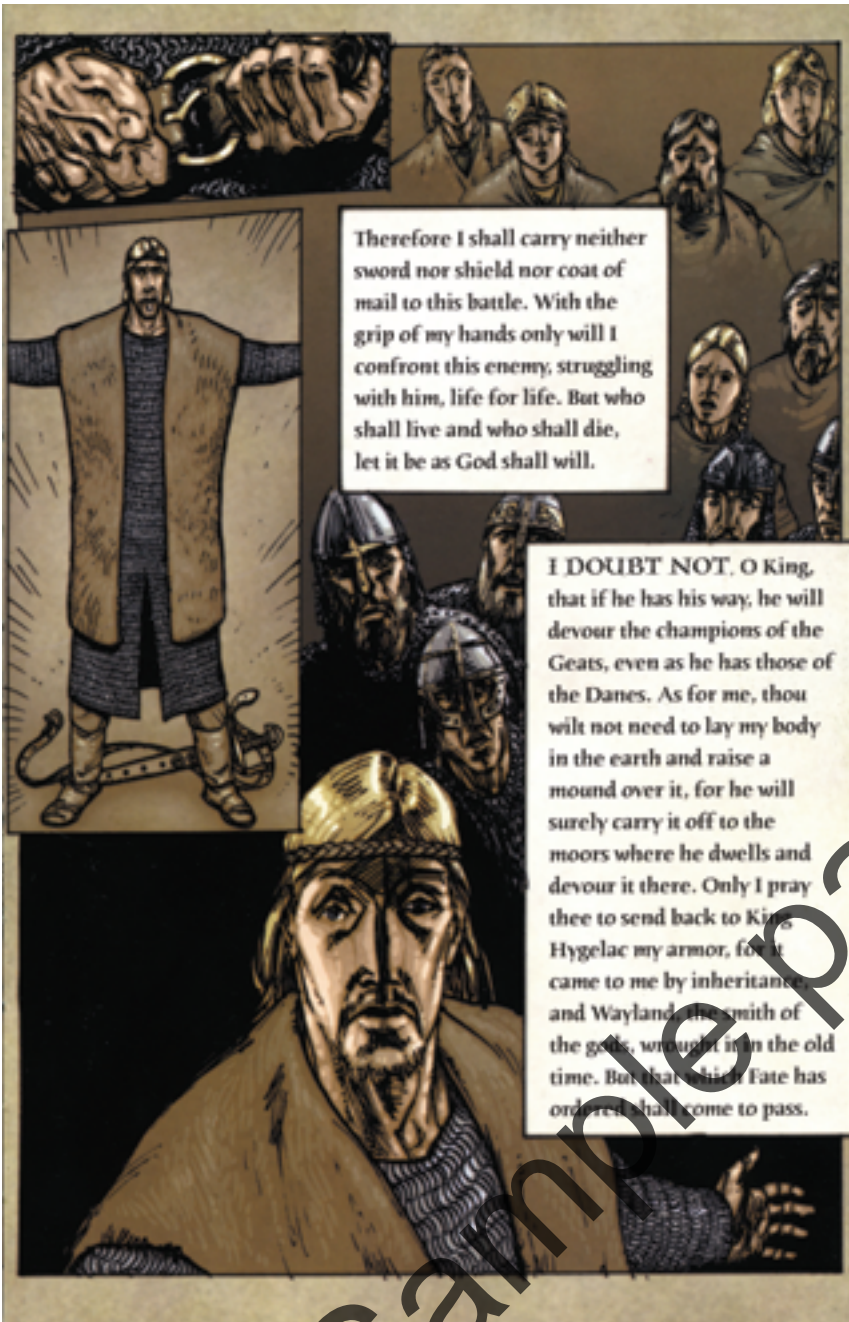 Therefore I shall carry neither
sword nor shield nor coat of
mail to this battle. With the
grip of my hands only will I
confront this enemy, struggling
with him, life for life. But who
shall live and who shall die,
let it be as God shall will.
I DOUBT NOT, O King,
that if he has his way, he will
devour the champions of the
Geats, even as he has those of
the Danes. As for me, thou
wilt not need to lay my body
in the earth and raise a
mound over it, for he will
surely carry it off to the
moors where he dwells and
devour it there. Only I pray
thee to send back to King
Hygelac my armor, for it
came to me by inheritance,
and Wayland, the smith of
the gods, wrought it in the old
time. But that which Fate has
ordered shall come to pass.
sample pa